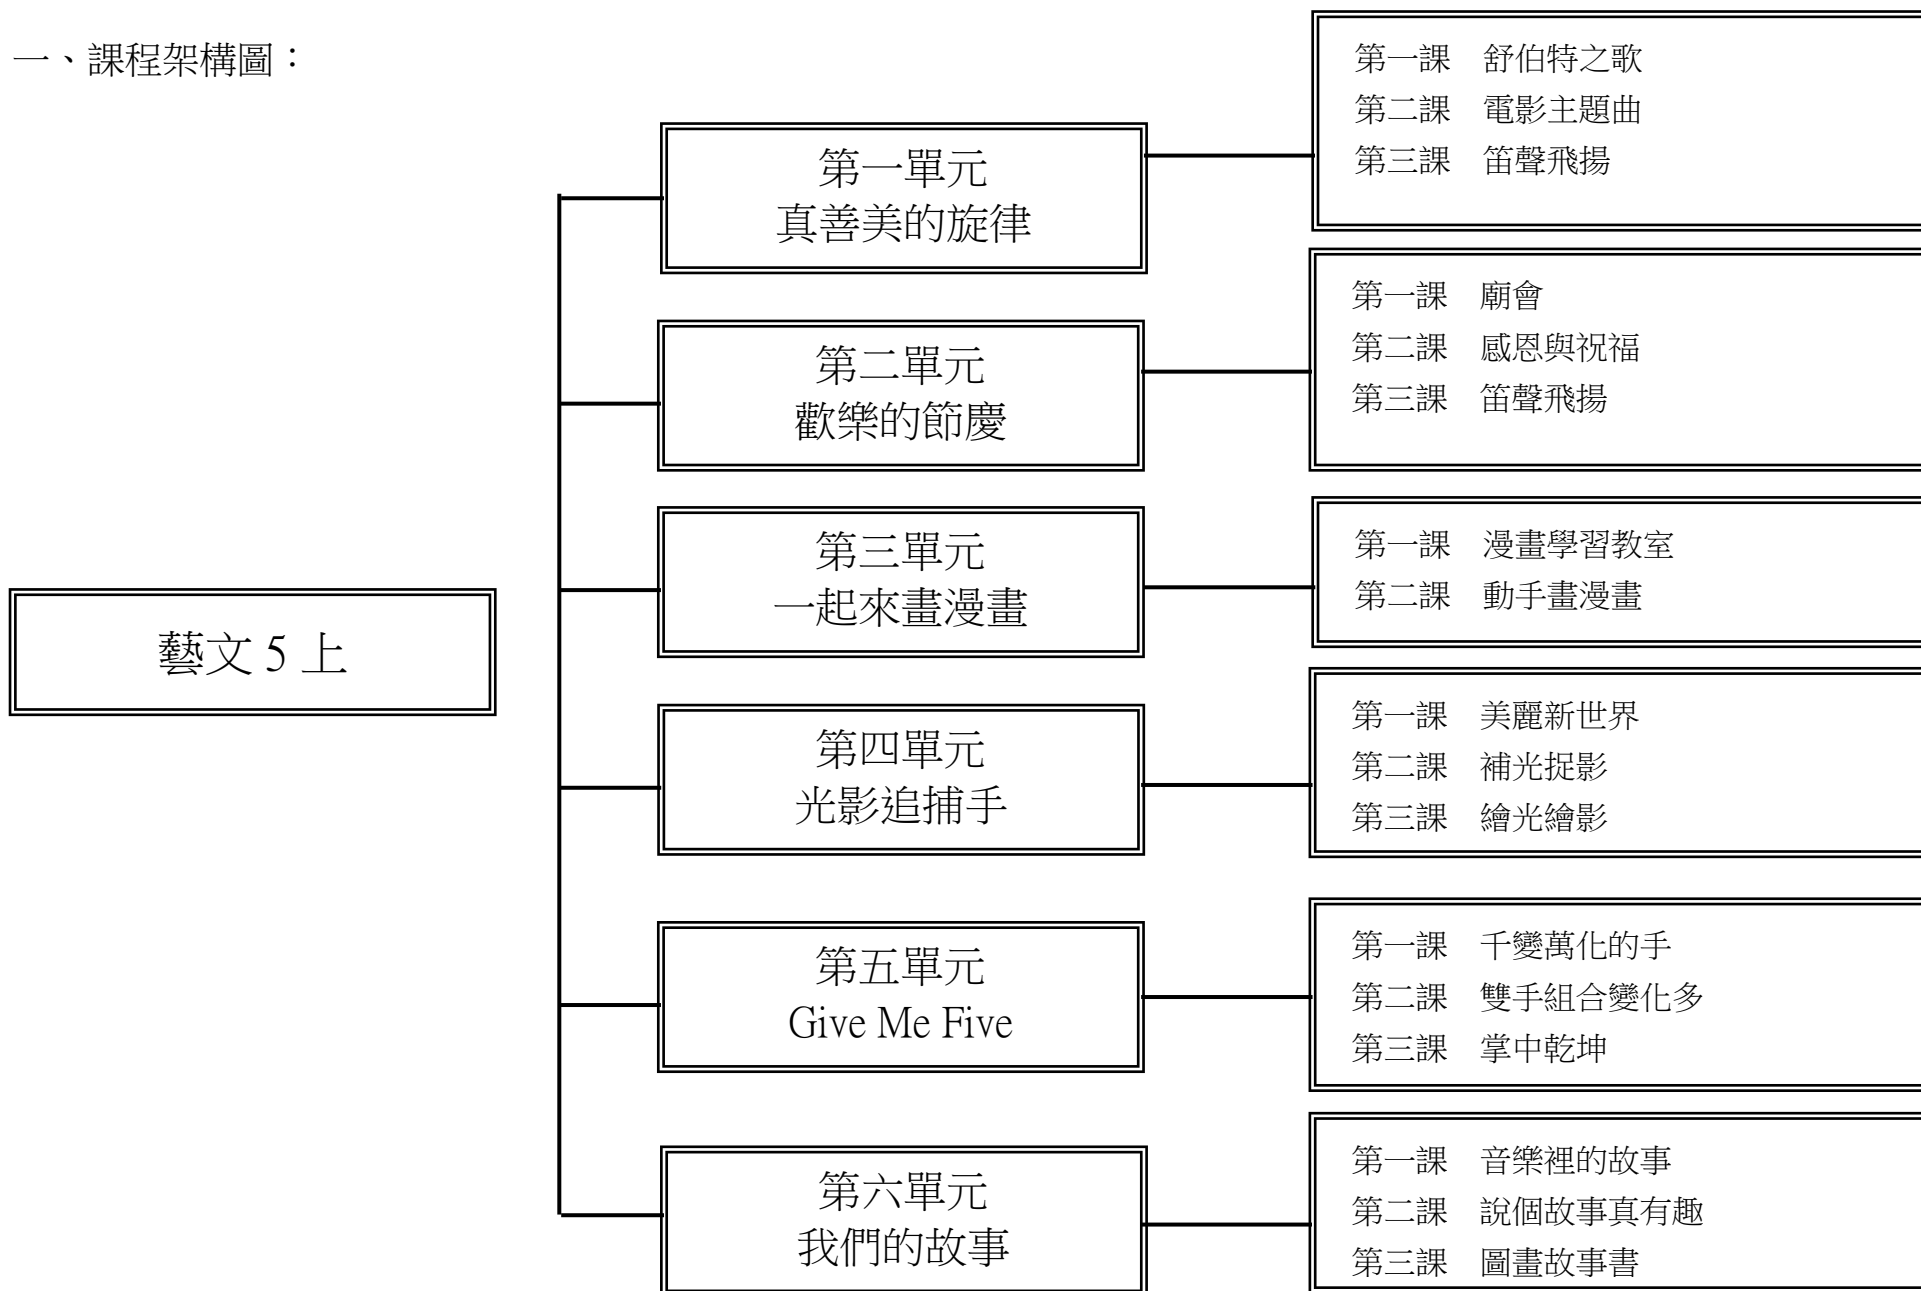 一、課程架構圖：
藝文 5 上
第一單元
真善美的旋律
第一課　舒伯特之歌
第二課　電影主題曲
第三課　笛聲飛揚
第二單元
歡樂的節慶
第一課　廟會
第二課　感恩與祝福
第三課　笛聲飛揚
第三單元
一起來畫漫畫
第一課　漫畫學習教室
第二課　動手畫漫畫
第四單元
光影追捕手
第一課　美麗新世界
第二課　補光捉影
第三課　繪光繪影
第五單元
Give Me Five
第一課　千變萬化的手
第二課　雙手組合變化多
第三課　掌中乾坤
第六單元
我們的故事
第一課　音樂裡的故事
第二課　說個故事真有趣
第三課　圖畫故事書